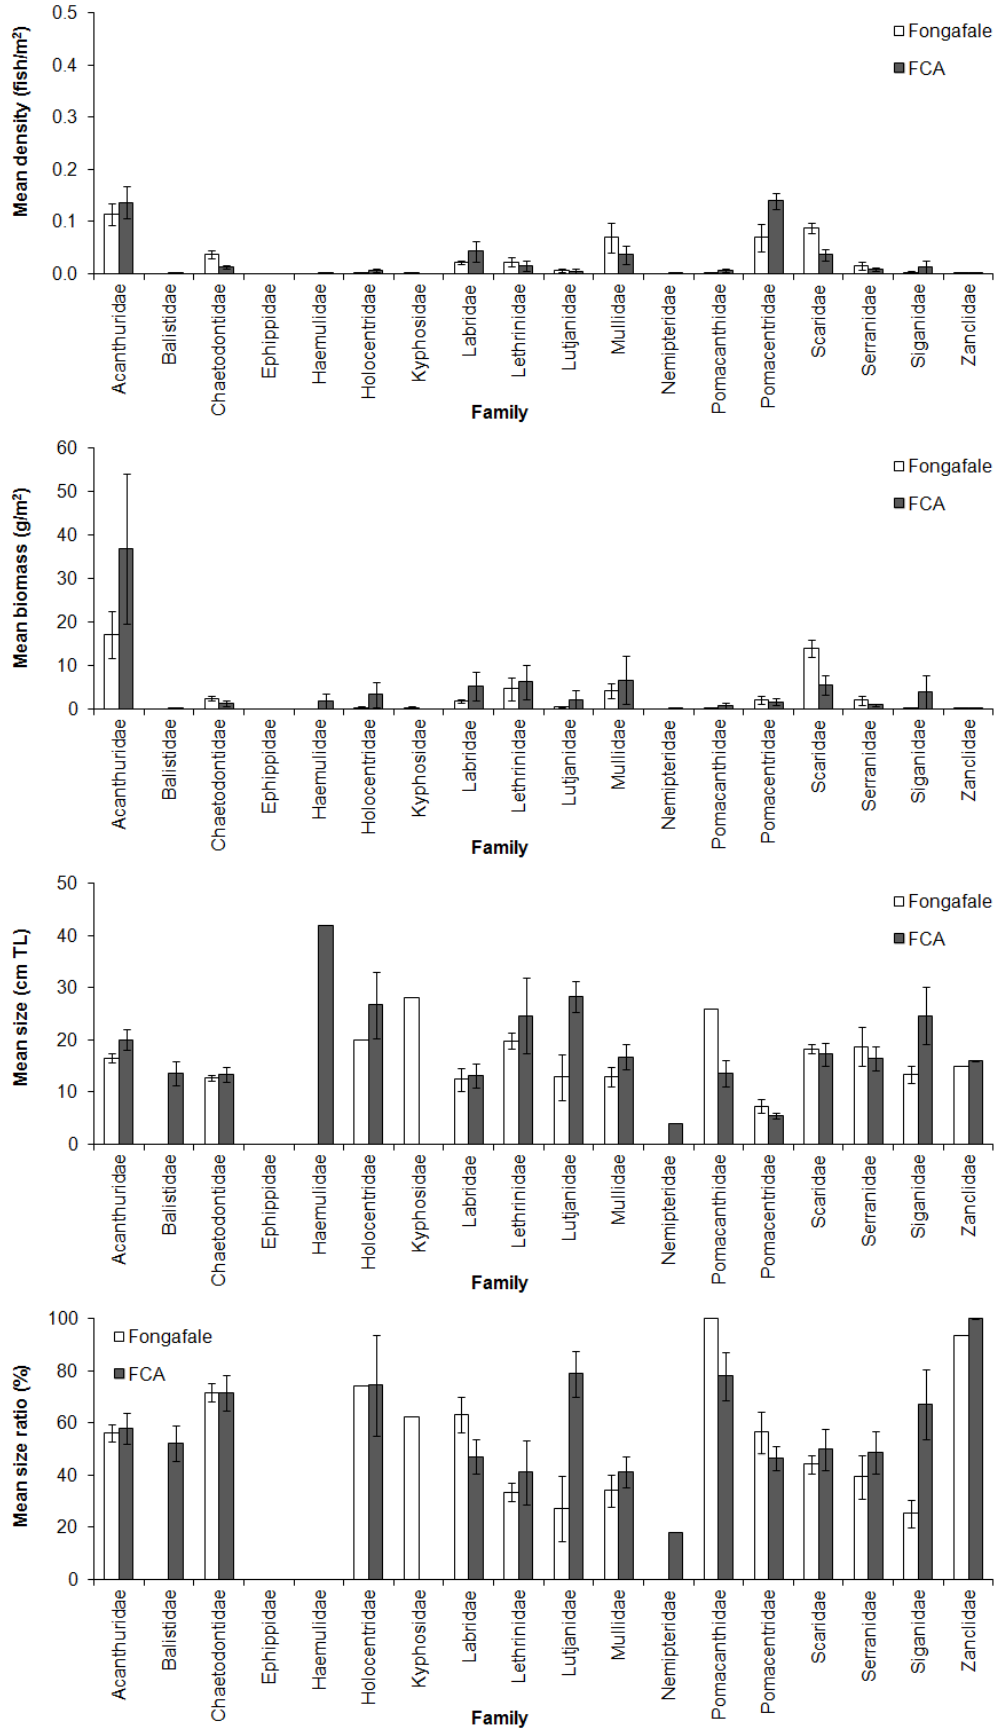 Mean density (fish/m²)
0.5
0.4
0.3
0.2
0.1
0.0
Fongafale
FCA
Acanthuridae
Balistidae
Chaetodontidae
Ephippidae
Haemulidae
Holocentridae
Kyphosidae
Labridae
Lethrinidae
Lutjanidae
Mullidae
Nemipteridae
Pomacanthidae
Pomacentridae
Scaridae
Serranidae
Siganidae
Zanclidae
Family
Mean biomass (g/m²)
60
50
40
30
20
10
0
Fongafale
FCA
Acanthuridae
Balistidae
Chaetodontidae
Ephippidae
Haemulidae
Holocentridae
Kyphosidae
Labridae
Lethrinidae
Lutjanidae
Mullidae
Nemipteridae
Pomacanthidae
Pomacentridae
Scaridae
Serranidae
Siganidae
Zanclidae
Family
Mean size (cm TL)
50
40
30
20
10
0
Fongafale
FCA
Acanthuridae
Balistidae
Chaetodontidae
Ephippidae
Haemulidae
Holocentridae
Kyphosidae
Labridae
Lethrinidae
Lutjanidae
Mullidae
Nemipteridae
Pomacanthidae
Pomacentridae
Scaridae
Serranidae
Siganidae
Zanclidae
Family
Mean size ratio (%)
100
80
60
40
20
0
Fongafale
FCA
Acanthuridae
Balistidae
Chaetodontidae
Ephippidae
Haemulidae
Holocentridae
Kyphosidae
Labridae
Lethrinidae
Lutjanidae
Mullidae
Nemipteridae
Pomacanthidae
Pomacentridae
Scaridae
Serranidae
Siganidae
Zanclidae
Family